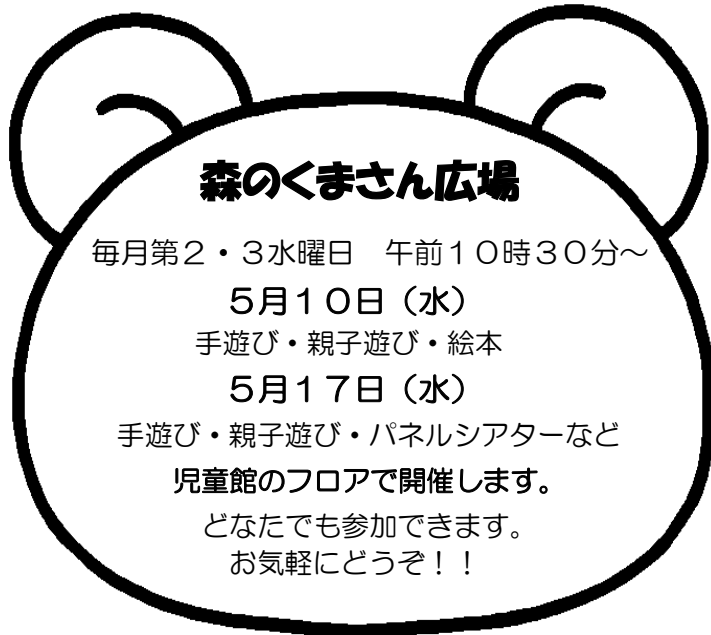 森のくまさん広場
毎月第２・３水曜日　午前１０時３０分～
５月１０日（水）
手遊び・親子遊び・絵本
５月１７日（水）
手遊び・親子遊び・パネルシアターなど
児童館のフロアで開催します。
どなたでも参加できます。
お気軽にどうぞ！！